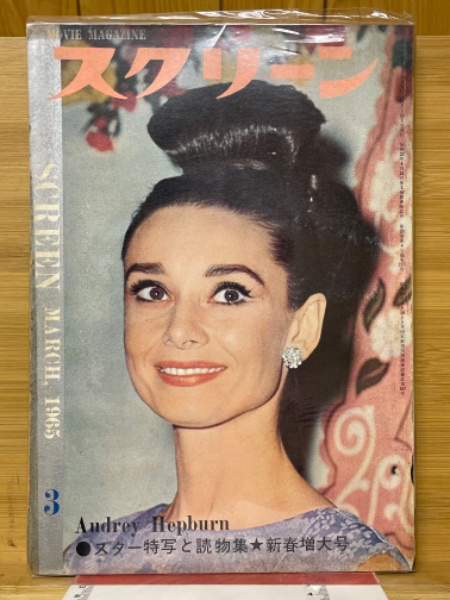 MOVIE MAGAZINE
スクリーン
SCREEN MARCH, 1965
3
Audrey Hepburn
●スター特写と読物集★新春増大号